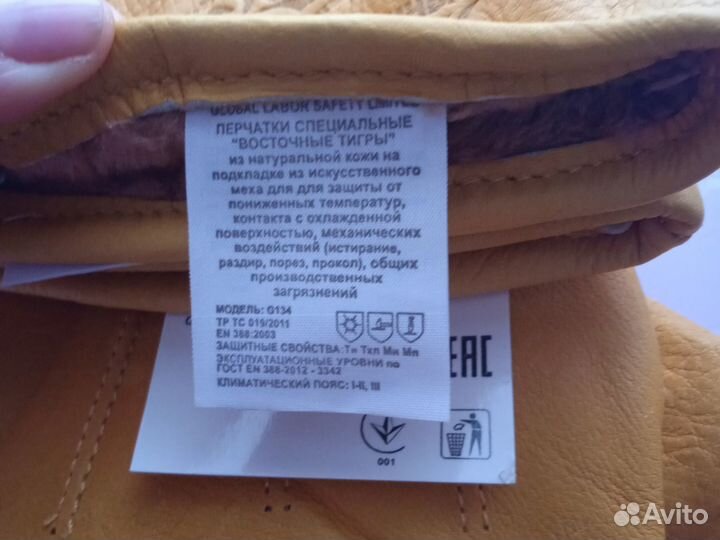 GLOBAL LABOR SAFETY LIMITED
ПЕРЧАТКИ СПЕЦИАЛЬНЫЕ
"ВОСТОЧНЫЕ ТИГРЫ"
из натуральной кожи на
подкладке из искусственного
меха для для защиты от
пониженных температур,
контакта с охлажденной
поверхностью, механических
воздействий (истирание,
раздир, порез, прокол), общих
производственных
загрязнений
МОДЕЛЬ: G134
ТР ТС 019/2011
EN 388:2003
ЗАЩИТНЫЕ СВОЙСТВА:Тн Тхп Ми Мп
ЭКСПЛУАТАЦИОННЫЕ УРОВНИ по
ГОСТ EN 388-2012 - 3342
КЛИМАТИЧЕСКИЙ ПОЯС: I-II, III
EAC
001
Avito